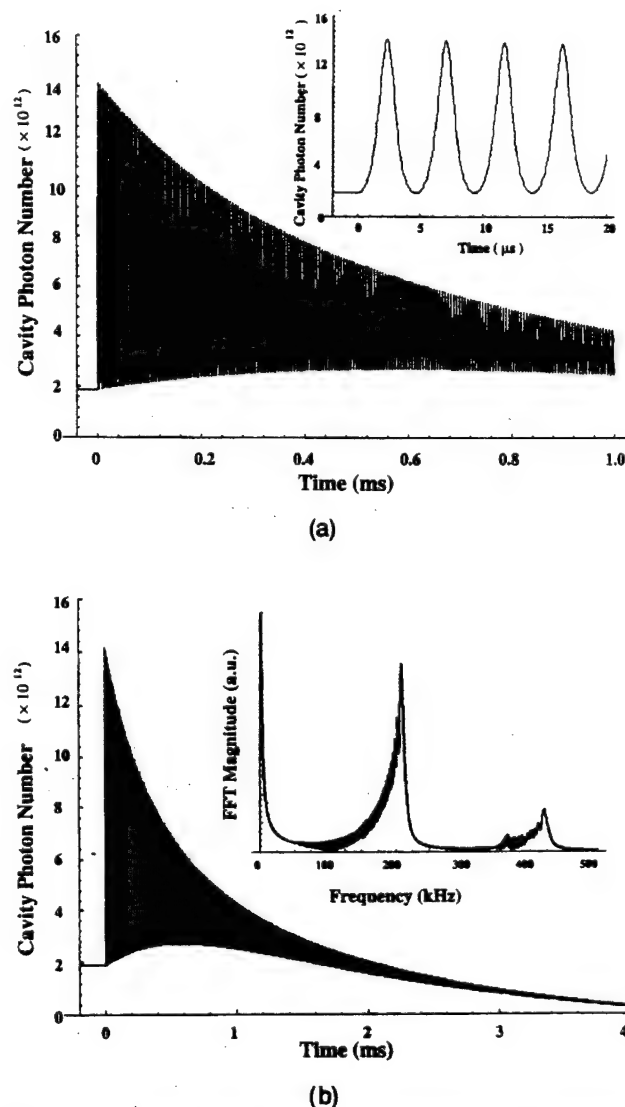 16
14
12
10
8
6
4
2
0
Cavity Photon Number (× 10¹²)
0 0.2 0.4 0.6 0.8 1.0
Time (ms)
16
12
8
4
0
Cavity Photon Number (× 10¹²)
0 5 10 15 20
Time ( μs )
(a)
16
14
12
10
8
6
4
2
0
Cavity Photon Number (× 10¹²)
0 1 2 3 4
Time (ms)
FFT Magnitude (a.u.)
0 100 200 300 400 500
Frequency (kHz)
(b)